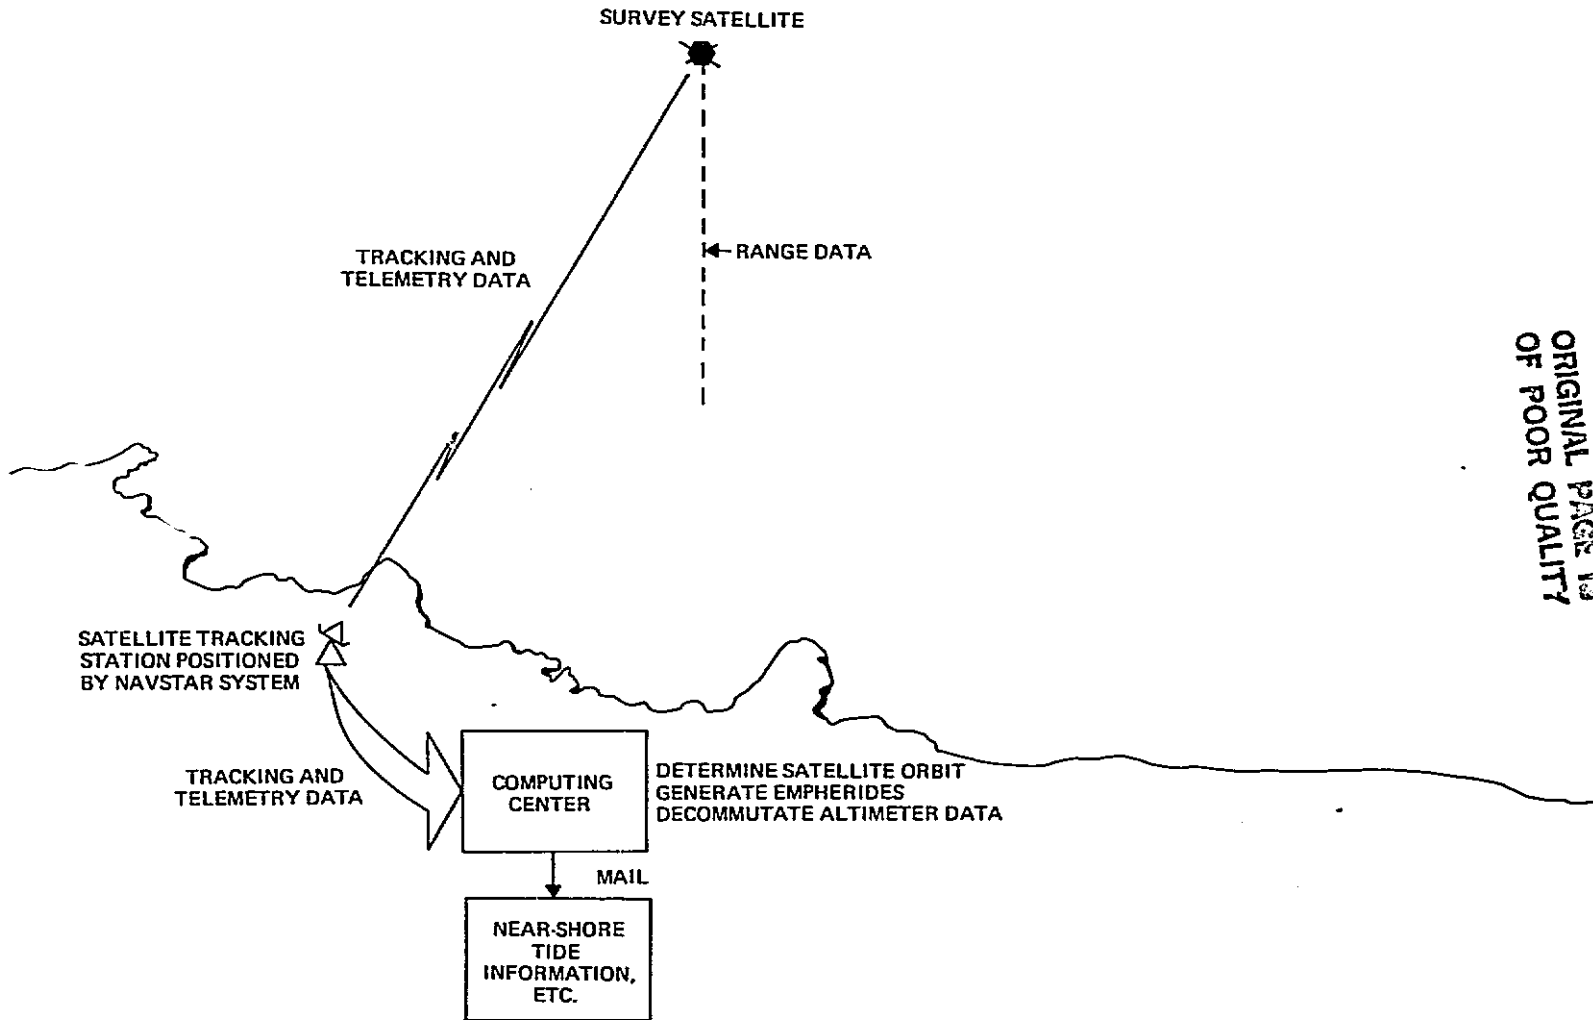 SURVEY SATELLITE
TRACKING AND
TELEMETRY DATA
RANGE DATA
SATELLITE TRACKING
STATION POSITIONED
BY NAVSTAR SYSTEM
TRACKING AND
TELEMETRY DATA
COMPUTING
CENTER
DETERMINE SATELLITE ORBIT
GENERATE EMPHERIDES
DECOMMUTATE ALTIMETER DATA
MAIL
NEAR-SHORE
TIDE
INFORMATION,
ETC.
ORIGINAL PAGE IS
OF POOR QUALITY